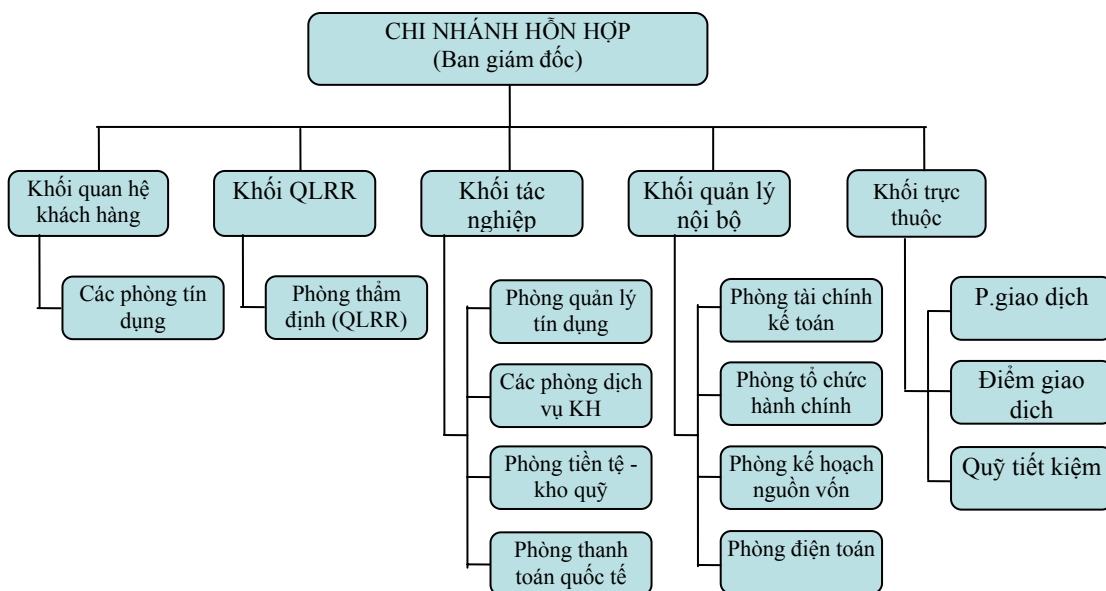 CHI NHÁNH HỖN HỢP
(Ban giám đốc)
Khối quan hệ
khách hàng
Khối QLRR
Khối tác
nghiệp
Khối quản lý
nội bộ
Khối trực
thuộc
Các phòng tín
dụng
Phòng thẩm
định (QLRR)
Phòng quản lý
tín dụng
Các phòng dịch
vụ KH
Phòng tiền tệ -
kho quỹ
Phòng thanh
toán quốc tế
Phòng tài chính
kế toán
Phòng tổ chức
hành chính
Phòng kế hoạch
nguồn vốn
Phòng điện toán
P.giao dịch
Điểm giao
dịch
Quỹ tiết kiệm